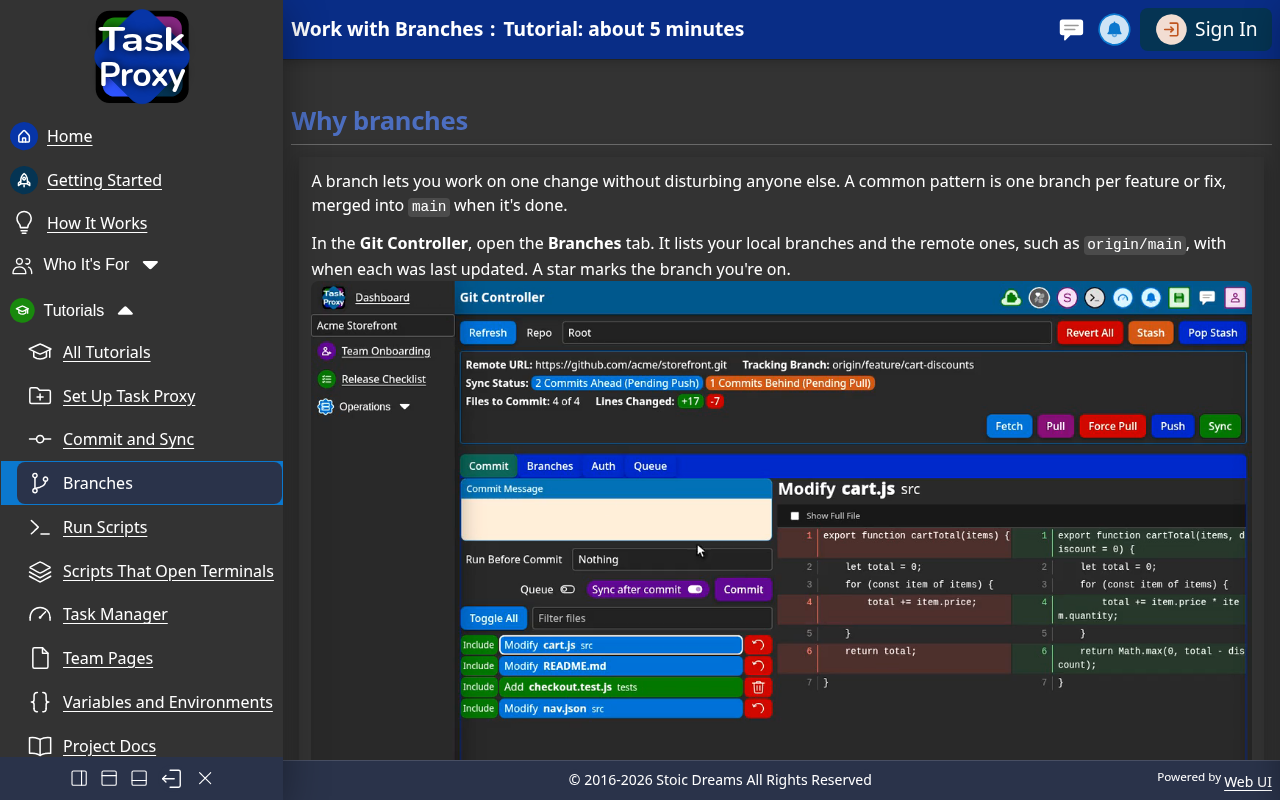 Task
Proxy
Home
Getting Started
How It Works
Who It's For
Tutorials
All Tutorials
Set Up Task Proxy
Commit and Sync
Branches
Run Scripts
Scripts That Open Terminals
Task Manager
Team Pages
Variables and Environments
Project Docs
Work with Branches : Tutorial: about 5 minutes
Sign In
Why branches
A branch lets you work on one change without disturbing anyone else. A common pattern is one branch per feature or fix,
merged into main when it's done.
In the Git Controller, open the Branches tab. It lists your local branches and the remote ones, such as origin/main, with
when each was last updated. A star marks the branch you're on.
Task
Proxy
Dashboard
Acme Storefront
Team Onboarding
Release Checklist
Operations
Git Controller
S
Refresh Repo Root Revert All Stash Pop Stash
Remote URL: https://github.com/acme/storefront.git Tracking Branch: origin/feature/cart-discounts
Sync Status: 2 Commits Ahead (Pending Push) 1 Commits Behind (Pending Pull)
Files to Commit: 4 of 4 Lines Changed: +17 -7
Fetch Pull Force Pull Push Sync
Commit Branches Auth Queue
Commit Message
Run Before Commit Nothing
Queue Sync after commit Commit
Toggle All Filter files
Include Modify cart.js src
Include Modify README.md
Include Add checkout.test.js tests
Include Modify nav.json src
Modify cart.js src
Show Full File
1 export function cartTotal(items) { 1 export function cartTotal(items, d
iscount = 0) {
2 let total = 0; 2 let total = 0;
3 for (const item of items) { 3 for (const item of items) {
4 total += item.price; 4 total += item.price * ite
m.quantity;
5 } 5 }
6 return total; 6 return Math.max(0, total - dis
count);
7 } 7 }
© 2016-2026 Stoic Dreams All Rights Reserved
Powered by Web UI